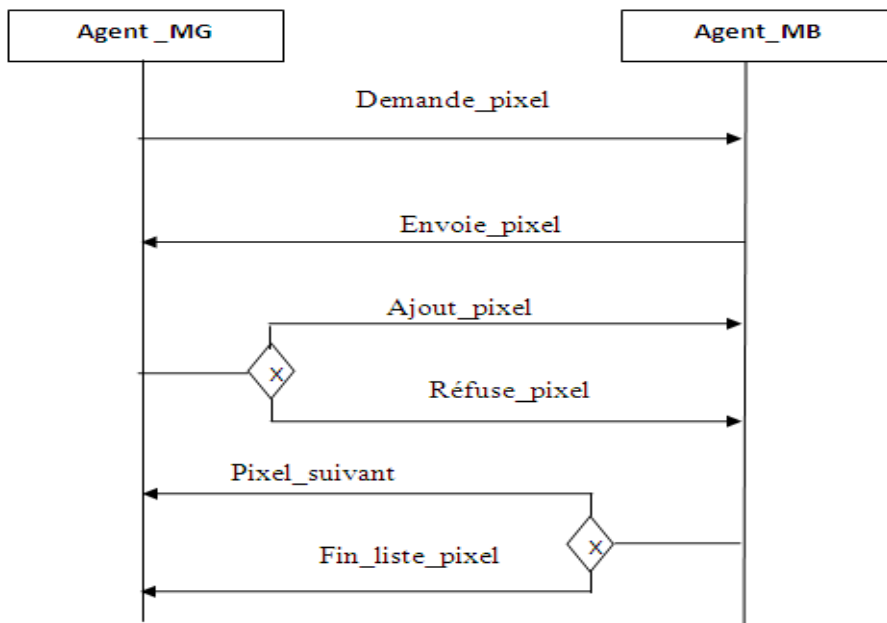 Agent _MG
Agent_MB
Demande_pixel
Envoie_pixel
Ajout_pixel
X
Réfuse_pixel
Pixel_suivant
X
Fin_liste_pixel